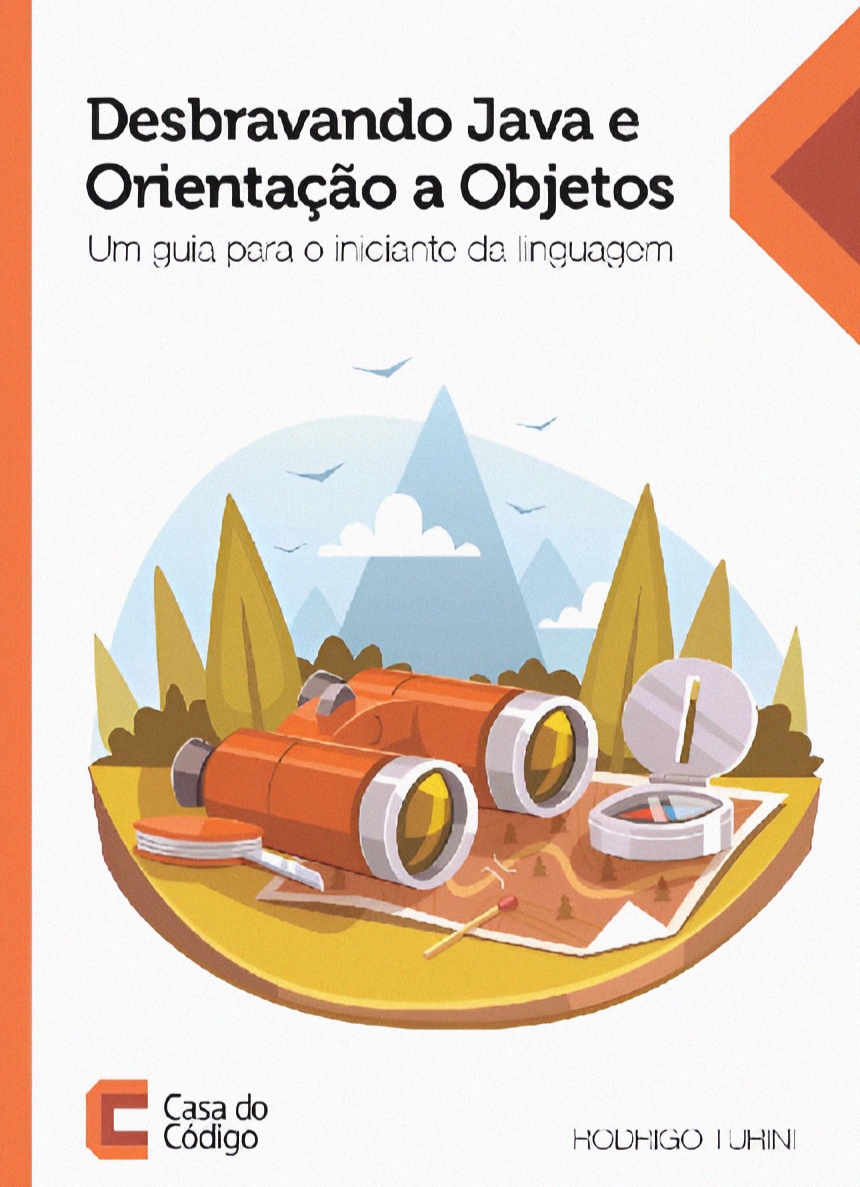 Desbravando Java e
Orientação a Objetos
Um guia para o iniciante da linguagem
Casa do
Código
RODRIGO TURINI